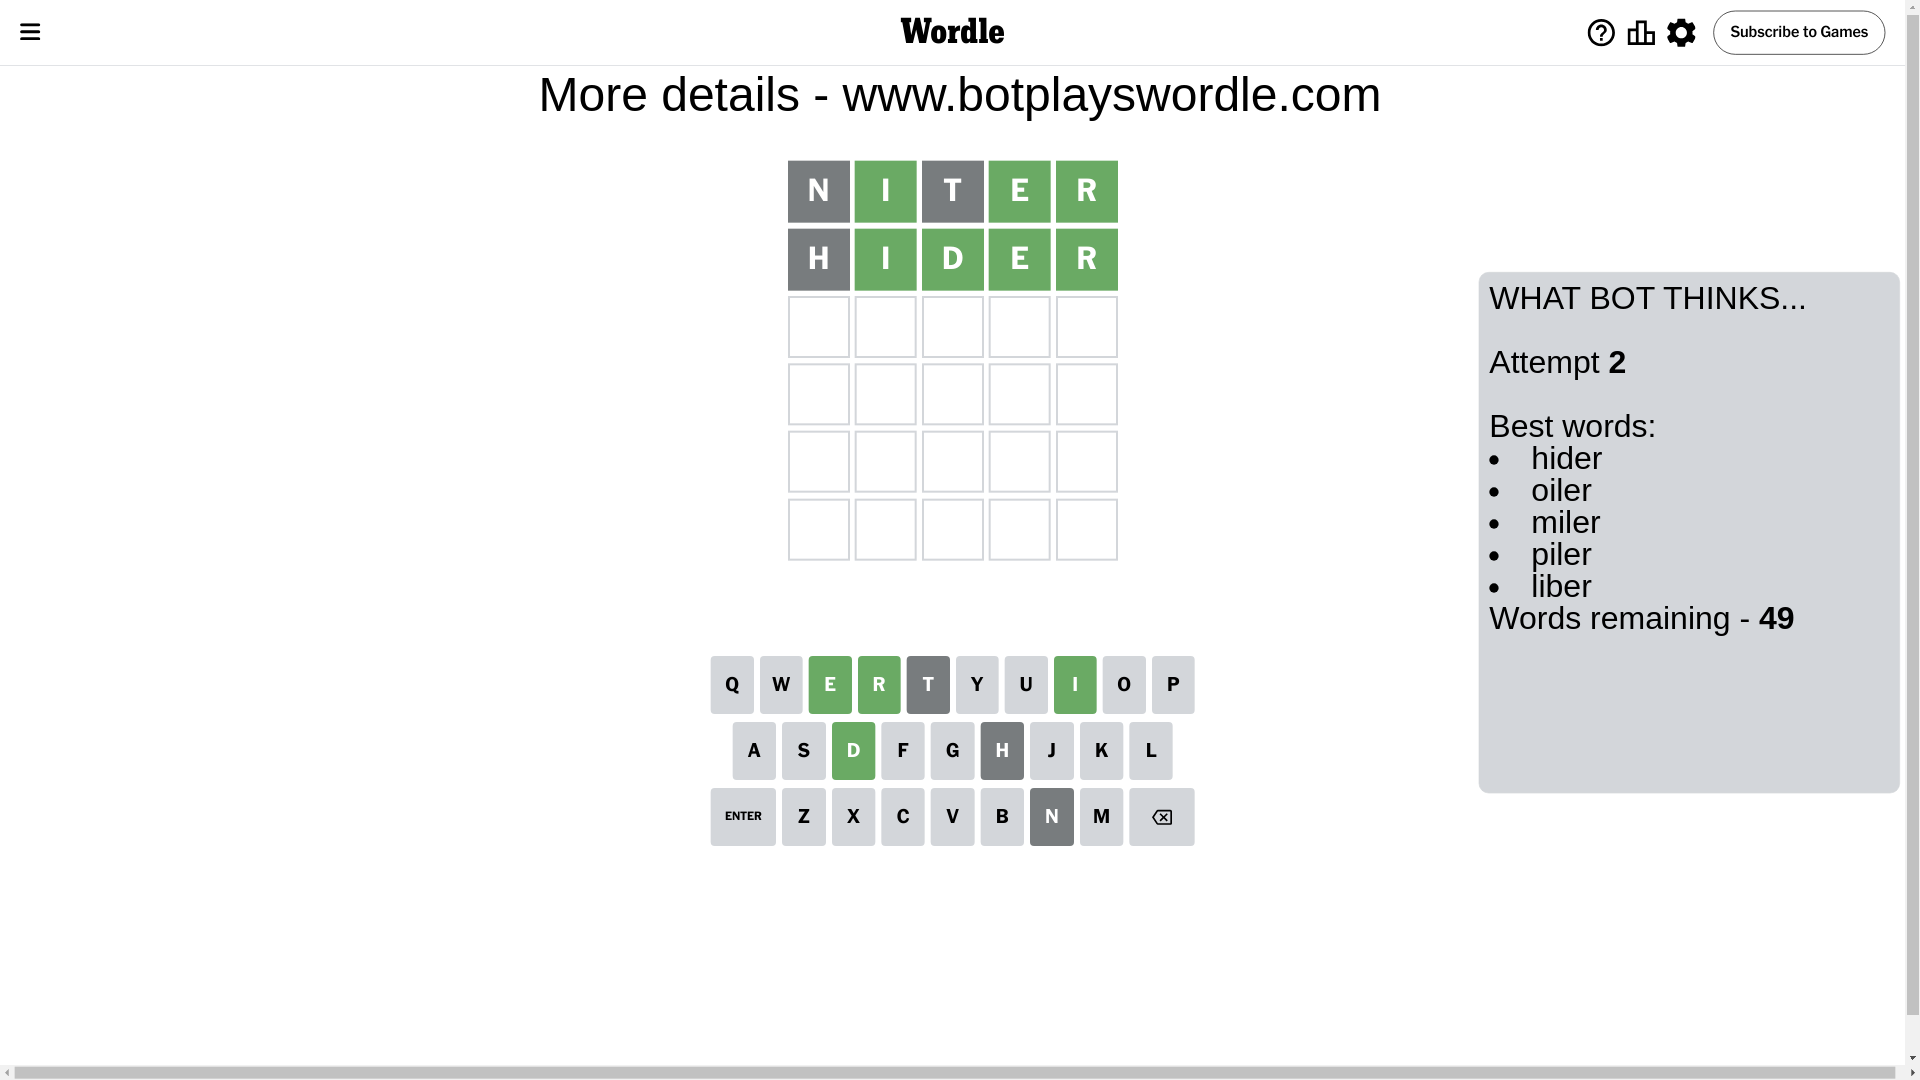 Wordle
Subscribe to Games
More details - www.botplayswordle.com
N I T E R
H I D E R
WHAT BOT THINKS...
Attempt 2
Best words:
• hider
• oiler
• miler
• piler
• liber
Words remaining - 49
Q W E R T Y U I O P
A S D F G H J K L
ENTER Z X C V B N M